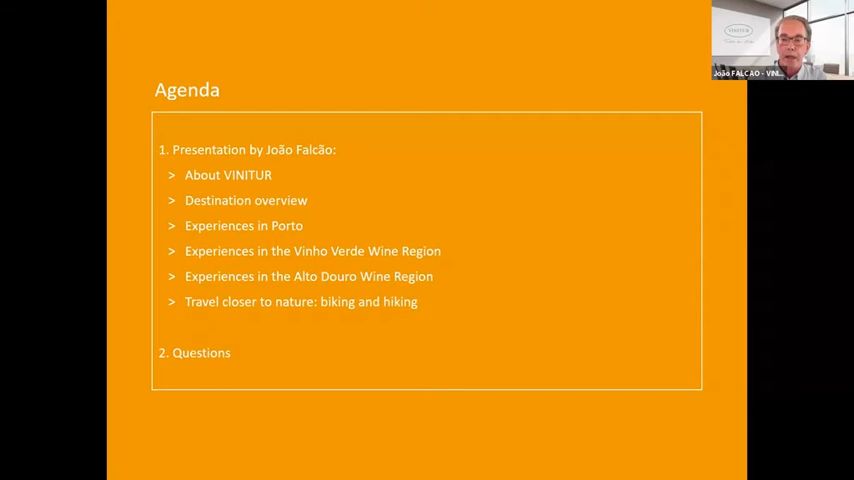 Agenda
1. Presentation by João Falcão:
> About VINITUR
> Destination overview
> Experiences in Porto
> Experiences in the Vinho Verde Wine Region
> Experiences in the Alto Douro Wine Region
> Travel closer to nature: biking and hiking
2. Questions
VINITUR
João FALCAO - VINI...